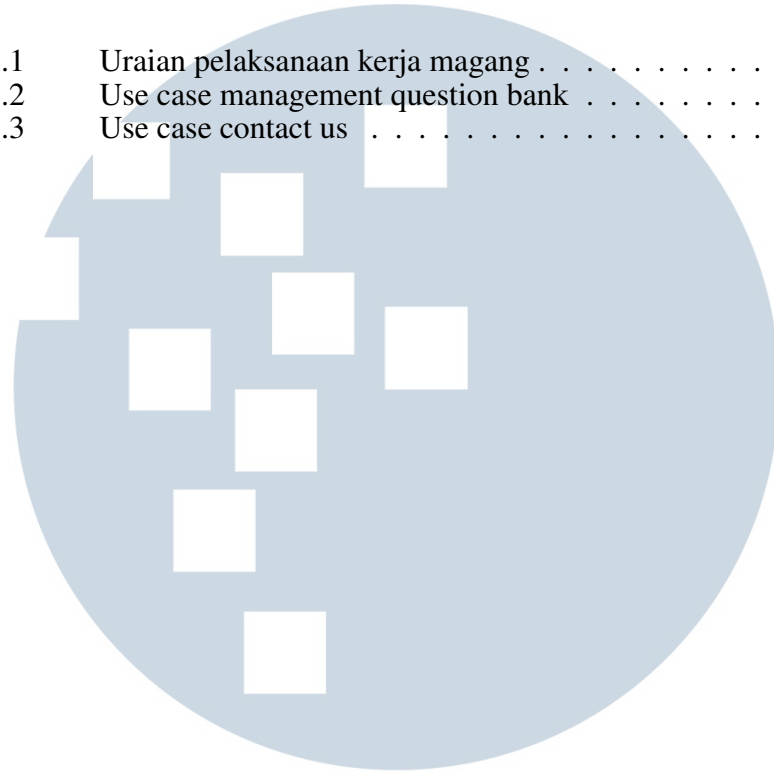 .1 Uraian pelaksanaan kerja magang . . . . . . . . . .
.2 Use case management question bank . . . . . . . .
.3 Use case contact us . . . . . . . . . . . . . . . . .